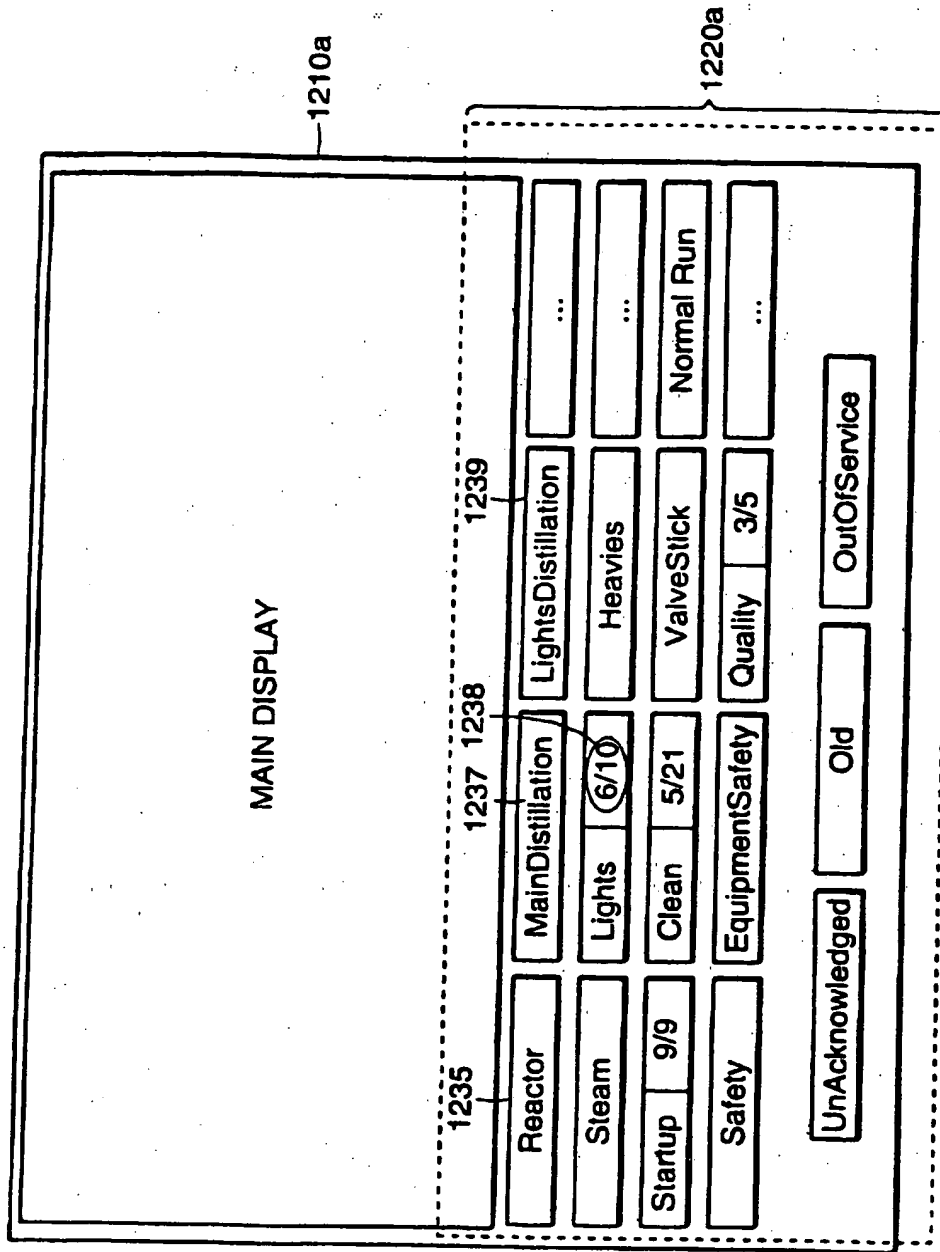 1210a
MAIN DISPLAY
1220a
1235
1237
1238
1239
Reactor
MainDistillation
LightsDistillation
...
Steam
Lights
6/10
Heavies
...
Startup
9/9
Clean
5/21
ValveStick
Normal Run
Safety
EquipmentSafety
Quality
3/5
...
UnAcknowledged
Old
OutOfService